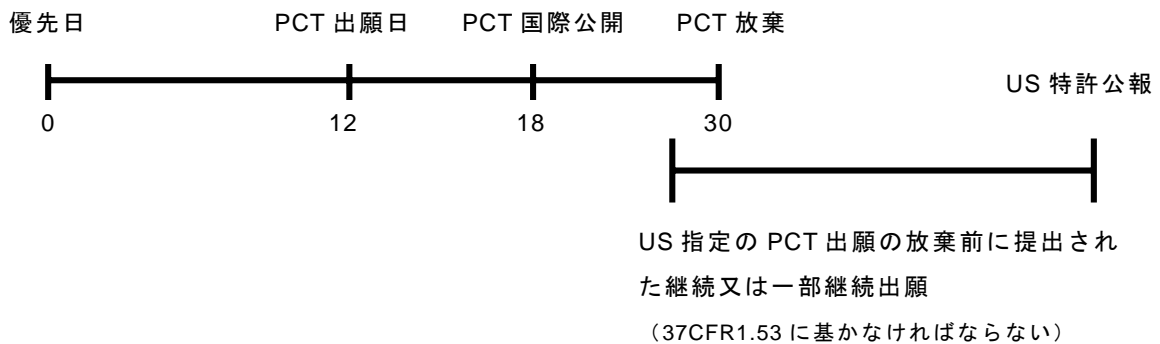 優先日 PCT 出願日 PCT 国際公開 PCT 放棄
US 特許公報
0 12 18 30
US 指定の PCT 出願の放棄前に提出され
た継続又は一部継続出願
（37CFR1.53 に基かなければならない）